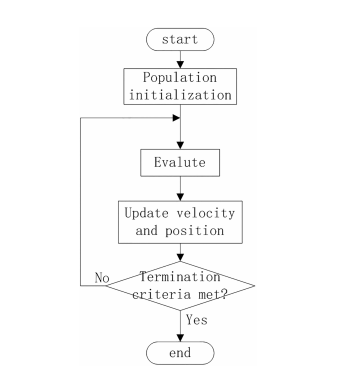 start
Population
initialization
Evalute
Update velocity
and position
No
Termination
criteria met?
Yes
end